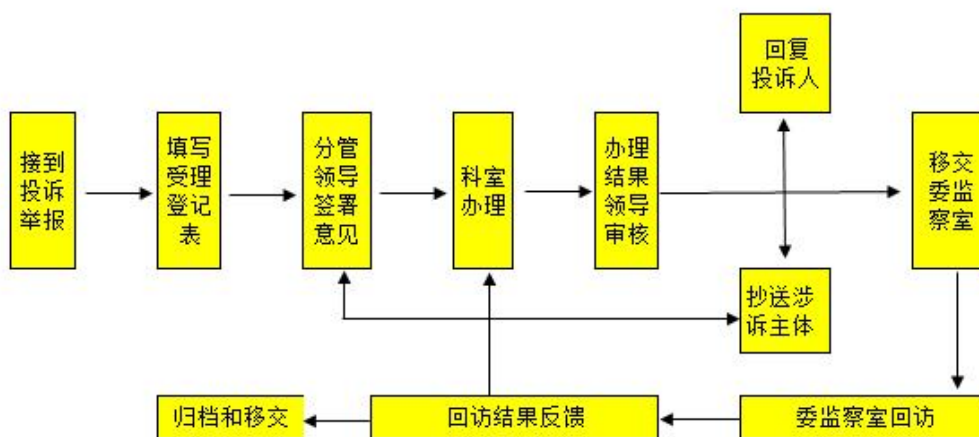 接到
投诉
举报
填写
受理
登记
表
分管
领导
签署
意见
科室
办理
办理
结果
领导
审核
回复
投诉人
移交
委监
察室
抄送涉
诉主体
归档和移交
回访结果反馈
委监察室回访